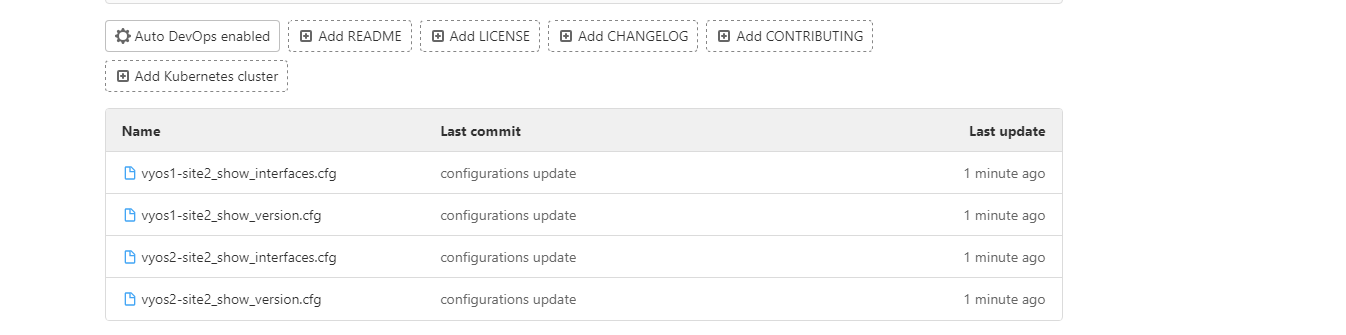 Auto DevOps enabled Add README Add LICENSE Add CHANGELOG Add CONTRIBUTING
Add Kubernetes cluster
Name Last commit Last update
vyos1-site2_show_interfaces.cfg configurations update 1 minute ago
vyos1-site2_show_version.cfg configurations update 1 minute ago
vyos2-site2_show_interfaces.cfg configurations update 1 minute ago
vyos2-site2_show_version.cfg configurations update 1 minute ago